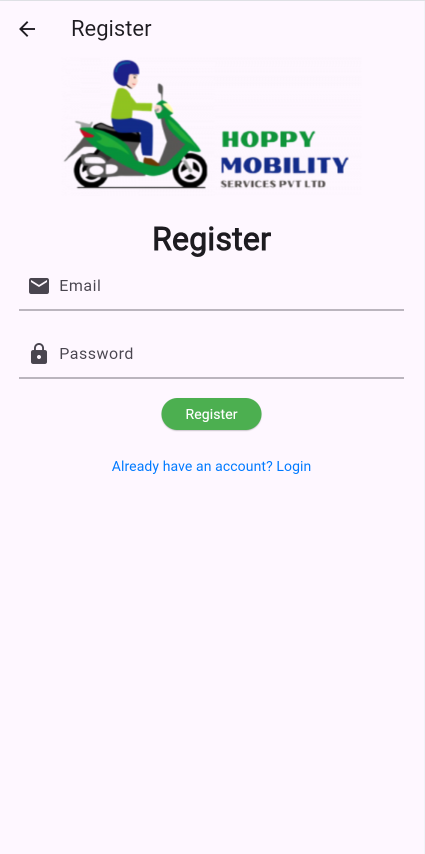 Register
HOPPY
MOBILITY
SERVICES PVT LTD
Register
Email
Password
Register
Already have an account? Login